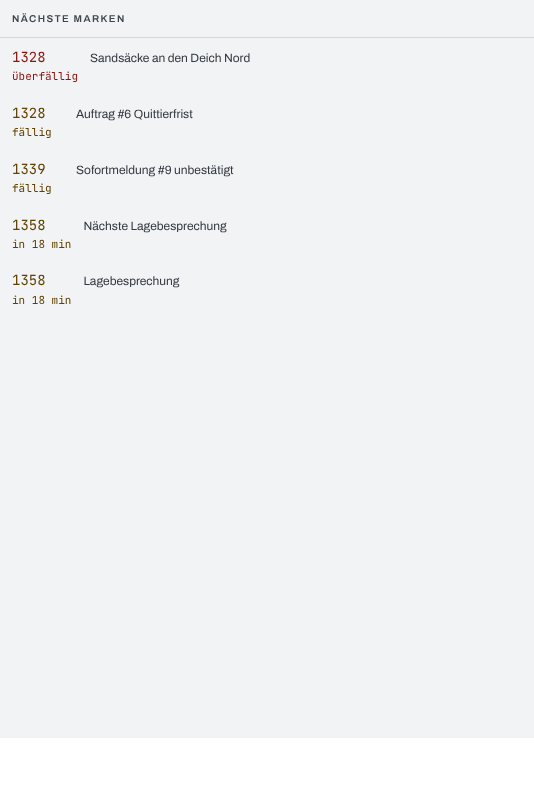 NÄCHSTE MARKEN
1328 Sandsäcke an den Deich Nord
überfällig
1328 Auftrag #6 Quittierfrist
fällig
1339 Sofortmeldung #9 unbestätigt
fällig
1358 Nächste Lagebesprechung
in 18 min
1358 Lagebesprechung
in 18 min